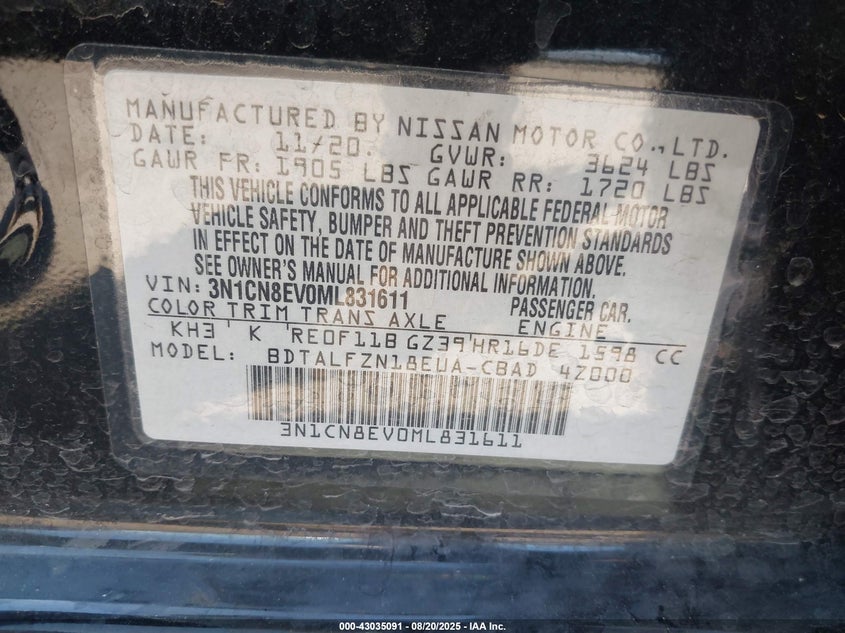 MANUFACTURED BY NISSAN MOTOR CO.,LTD.
DATE: 11/20. GVWR: 3624 LBS
GAWR FR: 1905 LBS GAWR RR: 1720 LBS
THIS VEHICLE CONFORMS TO ALL APPLICABLE FEDERAL MOTOR
VEHICLE SAFETY, BUMPER AND THEFT PREVENTION STANDARDS
IN EFFECT ON THE DATE OF MANUFACTURE SHOWN ABOVE.
SEE OWNER'S MANUAL FOR ADDITIONAL INFORMATION.
VIN: 3N1CN8EV0ML831611 PASSENGER CAR.
COLOR TRIM TRANS AXLE ENGINE
KH3 K RE0F11B GZ39 HR16DE 1598 CC
MODEL: BDTALFZN18EUA-CBAD 4Z000
3N1CN8EV0ML831611
000-43035091 | 08/20/2025 - IAA Inc.